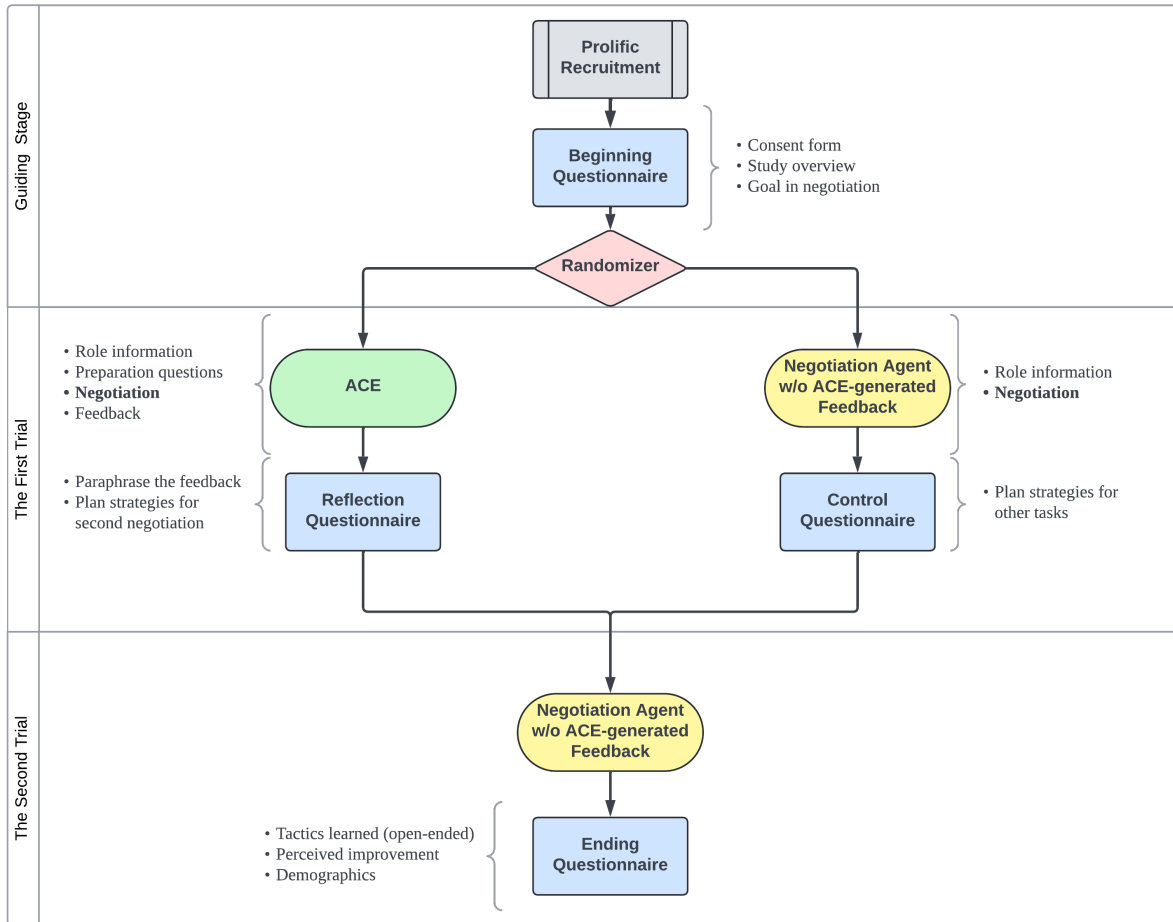 Guiding Stage
Prolific
Recruitment
Beginning
Questionnaire
• Consent form
• Study overview
• Goal in negotiation
Randomizer
The First Trial
• Role information
• Preparation questions
• Negotiation
• Feedback
ACE
Negotiation Agent
w/o ACE-generated
Feedback
• Role information
• Negotiation
• Paraphrase the feedback
• Plan strategies for
second negotiation
Reflection
Questionnaire
Control
Questionnaire
• Plan strategies for
other tasks
The Second Trial
Negotiation Agent
w/o ACE-generated
Feedback
• Tactics learned (open-ended)
• Perceived improvement
• Demographics
Ending
Questionnaire